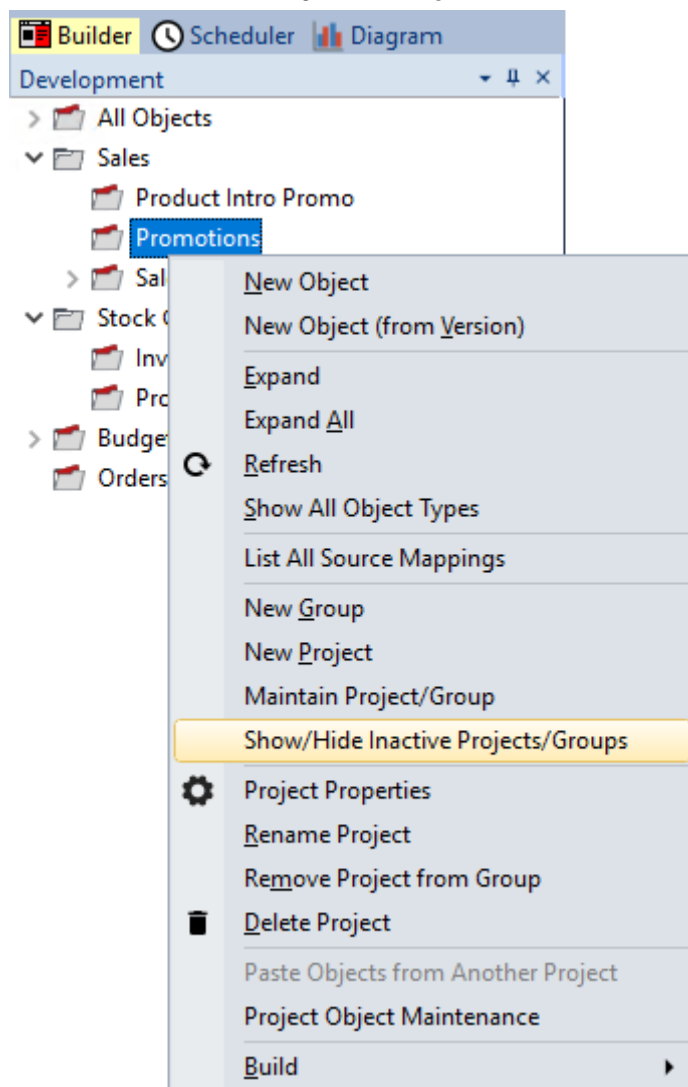 Builder Scheduler Diagram
Development
All Objects
Sales
Product Intro Promo
Promotions
Sal
Stock
Inv
Pro
Budge
Orders
New Object
New Object (from Version)
Expand
Expand All
Refresh
Show All Object Types
List All Source Mappings
New Group
New Project
Maintain Project/Group
Show/Hide Inactive Projects/Groups
Project Properties
Rename Project
Remove Project from Group
Delete Project
Paste Objects from Another Project
Project Object Maintenance
Build